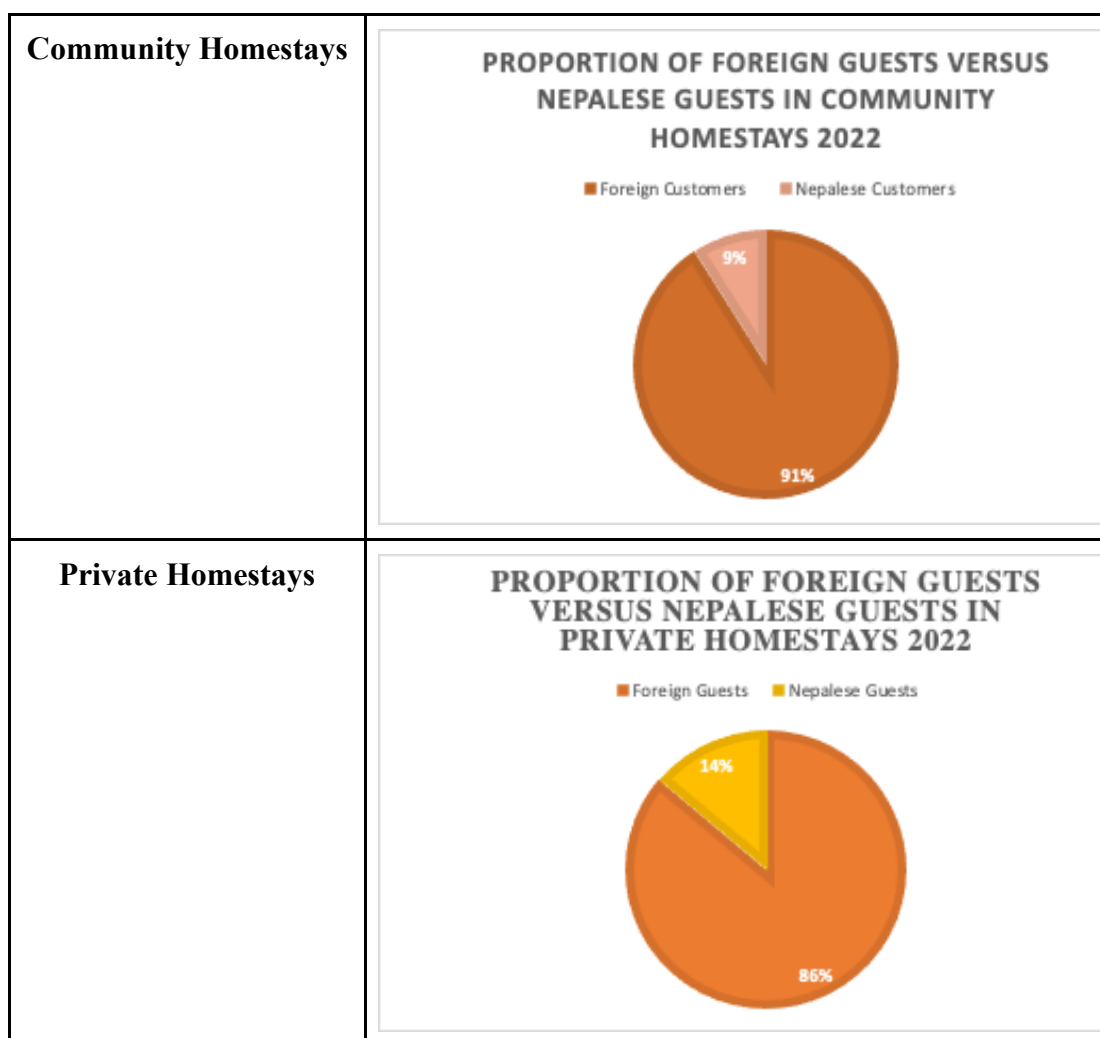 Community Homestays
PROPORTION OF FOREIGN GUESTS VERSUS
NEPALESE GUESTS IN COMMUNITY
HOMESTAYS 2022
Foreign Customers Nepalese Customers
9%
91%
Private Homestays
PROPORTION OF FOREIGN GUESTS
VERSUS NEPALESE GUESTS IN
PRIVATE HOMESTAYS 2022
Foreign Guests Nepalese Guests
14%
86%